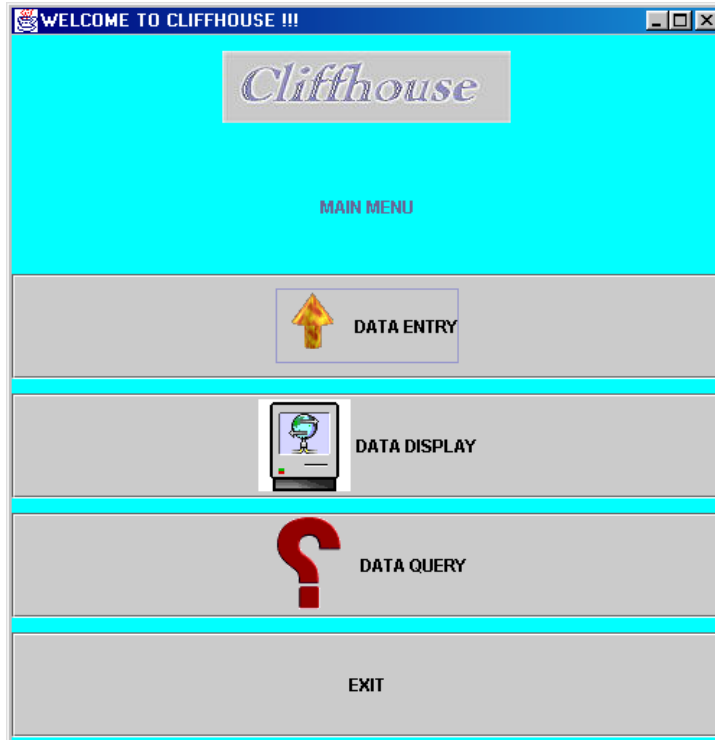 WELCOME TO CLIFFHOUSE !!!
Cliffhouse
MAIN MENU
DATA ENTRY
DATA DISPLAY
DATA QUERY
EXIT